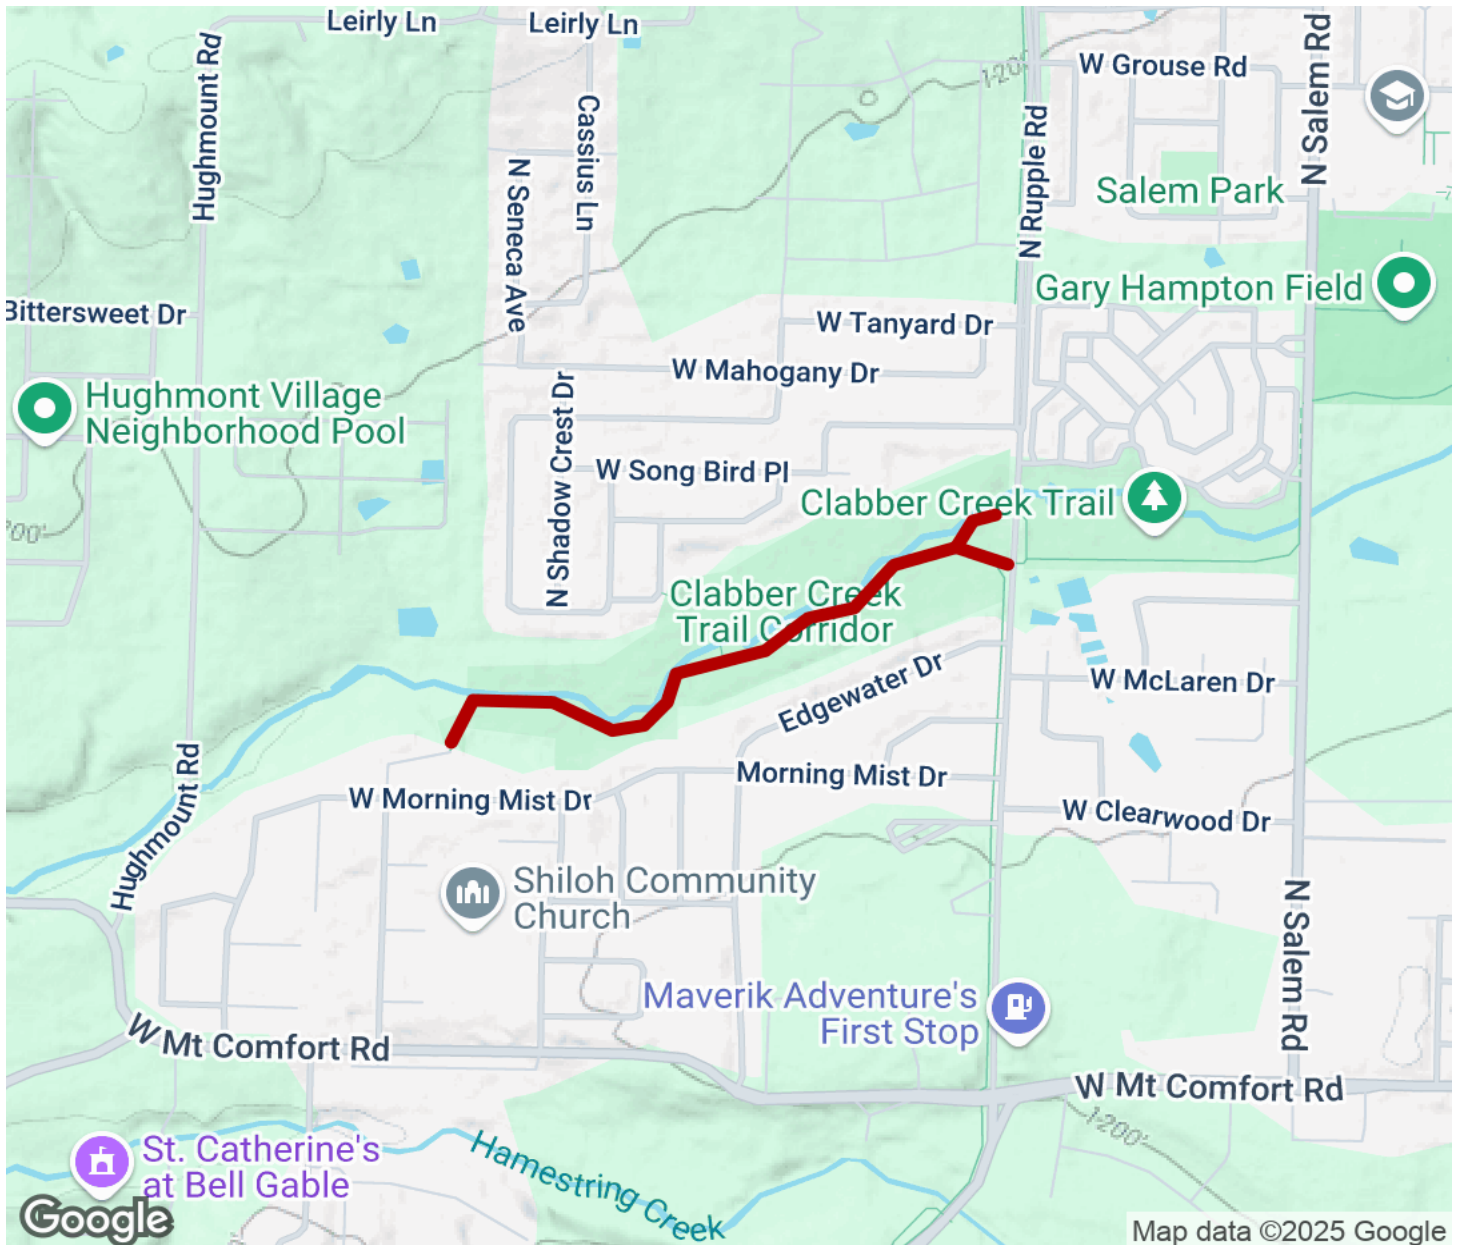 Leirly Ln
Leirly Ln
Hughmount Rd
Cassius Ln
N Seneca Ave
1200'
W Grouse Rd
N Salem Rd
N Rupple Rd
Salem Park
Gary Hampton Field
Bittersweet Dr
W Tanyard Dr
W Mahogany Dr
Hughmont Village
Neighborhood Pool
N Shadow Crest Dr
W Song Bird Pl
Clabber Creek Trail
Clabber Creek
Trail Corridor
Edgewater Dr
W McLaren Dr
Hughmount Rd
W Morning Mist Dr
Morning Mist Dr
W Clearwood Dr
Shiloh Community
Church
N Salem Rd
Maverik Adventure's
First Stop
W Mt Comfort Rd
W Mt Comfort Rd
1200'
St. Catherine's
at Bell Gable
Hamestring Creek
Google
Map data ©2025 Google